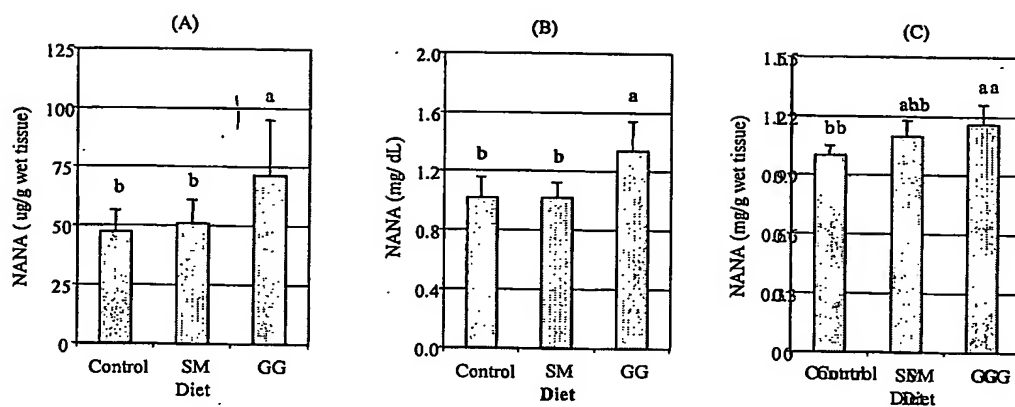 (A)
NANA ( ug/g wet tissue)
125
100
75
50
25
0
b
b
a
Control SM GG
Diet
(B)
NANA (mg/ dL)
2.0
1.6
1.2
0.8
0.4
0.0
b
b
a
Control SM GG
Diet
(C)
NANA (mg/g wet tissue)
b b
a a